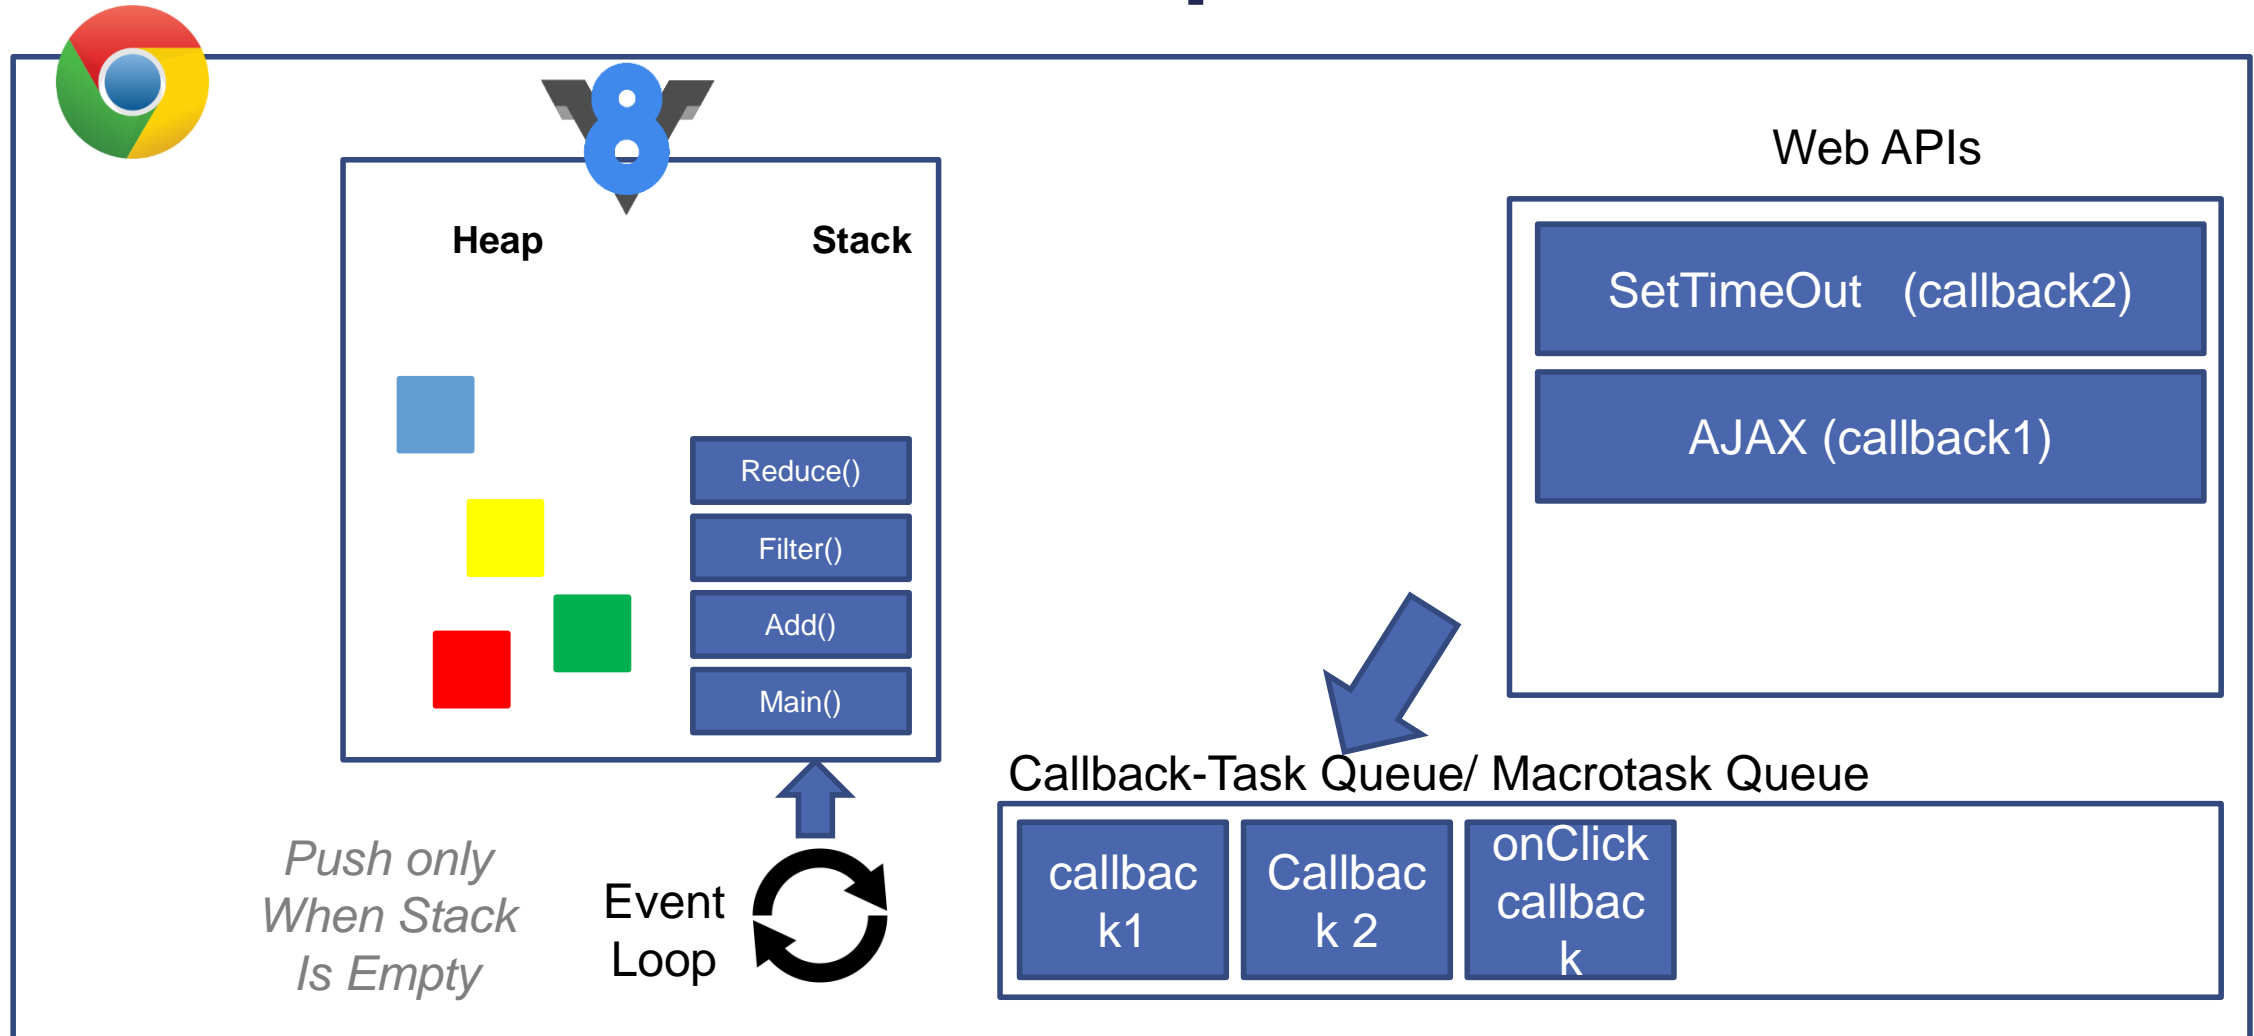 Heap
Stack
Reduce()
Filter()
Add()
Main()
Web APIs
SetTimeOut (callback2)
AJAX (callback1)
Callback-Task Queue/ Macrotask Queue
callbac
k1
Callbac
k 2
onClick
callbac
k
Push only
When Stack
Is Empty
Event
Loop